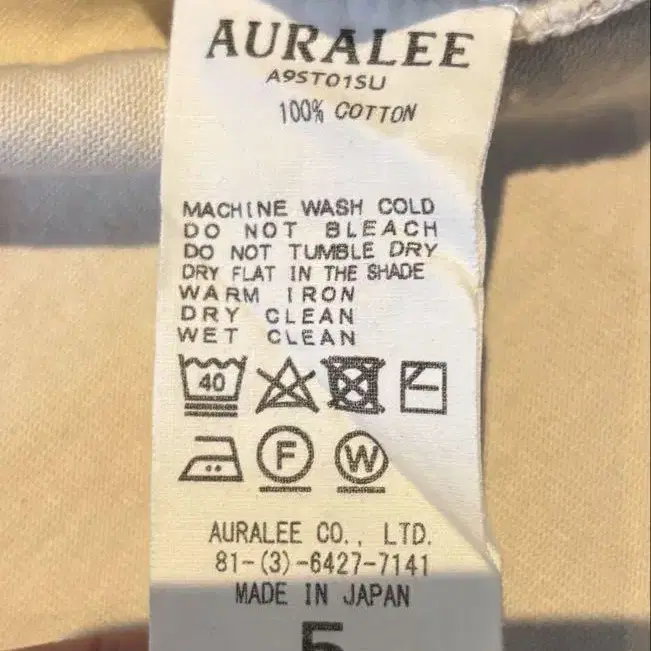 AURALEE
A9ST01SU
100% COTTON
MACHINE WASH COLD
DO NOT BLEACH
DO NOT TUMBLE DRY
DRY FLAT IN THE SHADE
WARM IRON
DRY CLEAN
WET CLEAN
40
F W
AURALEE CO., LTD.
81-(3)-6427-7141
MADE IN JAPAN
5